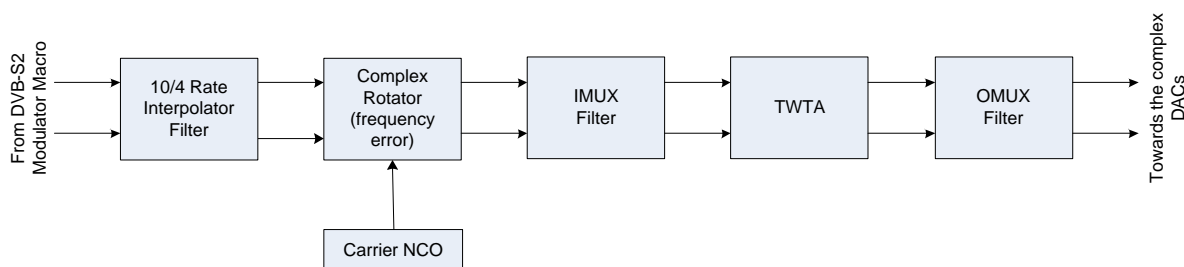 From DVB-S2
Modulator Macro
10/4 Rate
Interpolator
Filter
Complex
Rotator
(frequency
error)
IMUX
Filter
TWTA
OMUX
Filter
Towards the complex
DACs
Carrier NCO